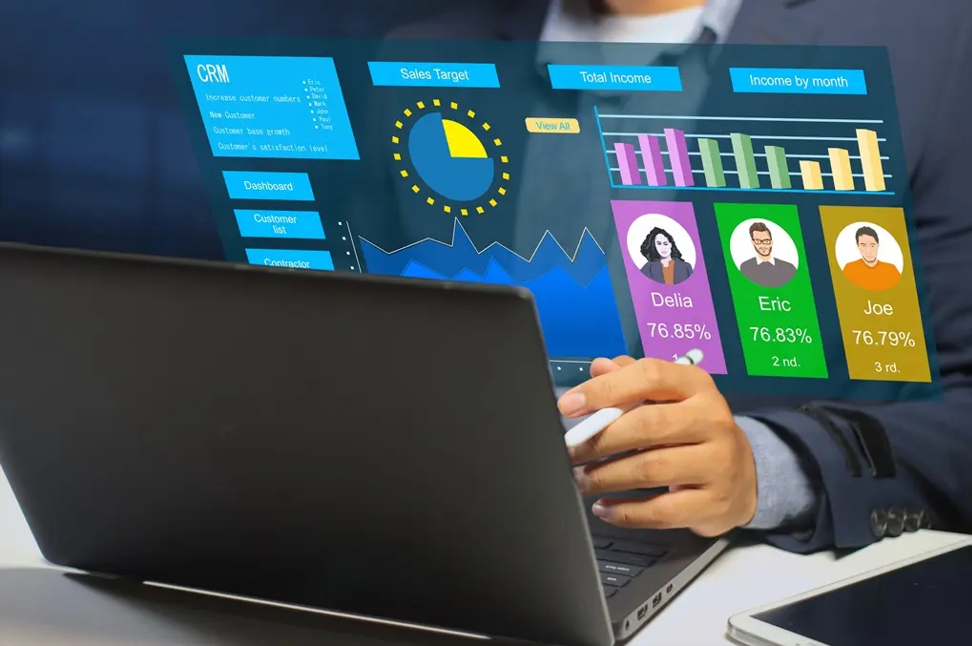 CRM
Increase customer numbers
New Customer
Customer base growth
Customer's satisfaction level
Eric
Peter
David
Mark
John
Paul
Tony
Sales Target
Total Income
Income by month
View All
Dashboard
Customer
list
Contractor
Delia
76.85%
Eric
76.83%
2 nd.
Joe
76.79%
3 rd.